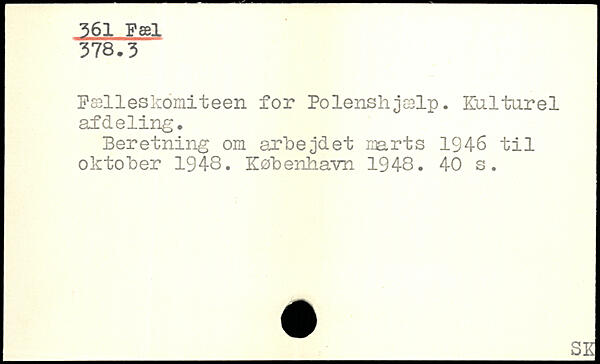 361 Fæl
378.3
Fælleskomiteen for Polenshjælp. Kulturel
afdeling.
Beretning om arbejdet marts 1946 til
oktober 1948. København 1948. 40 s.
SK